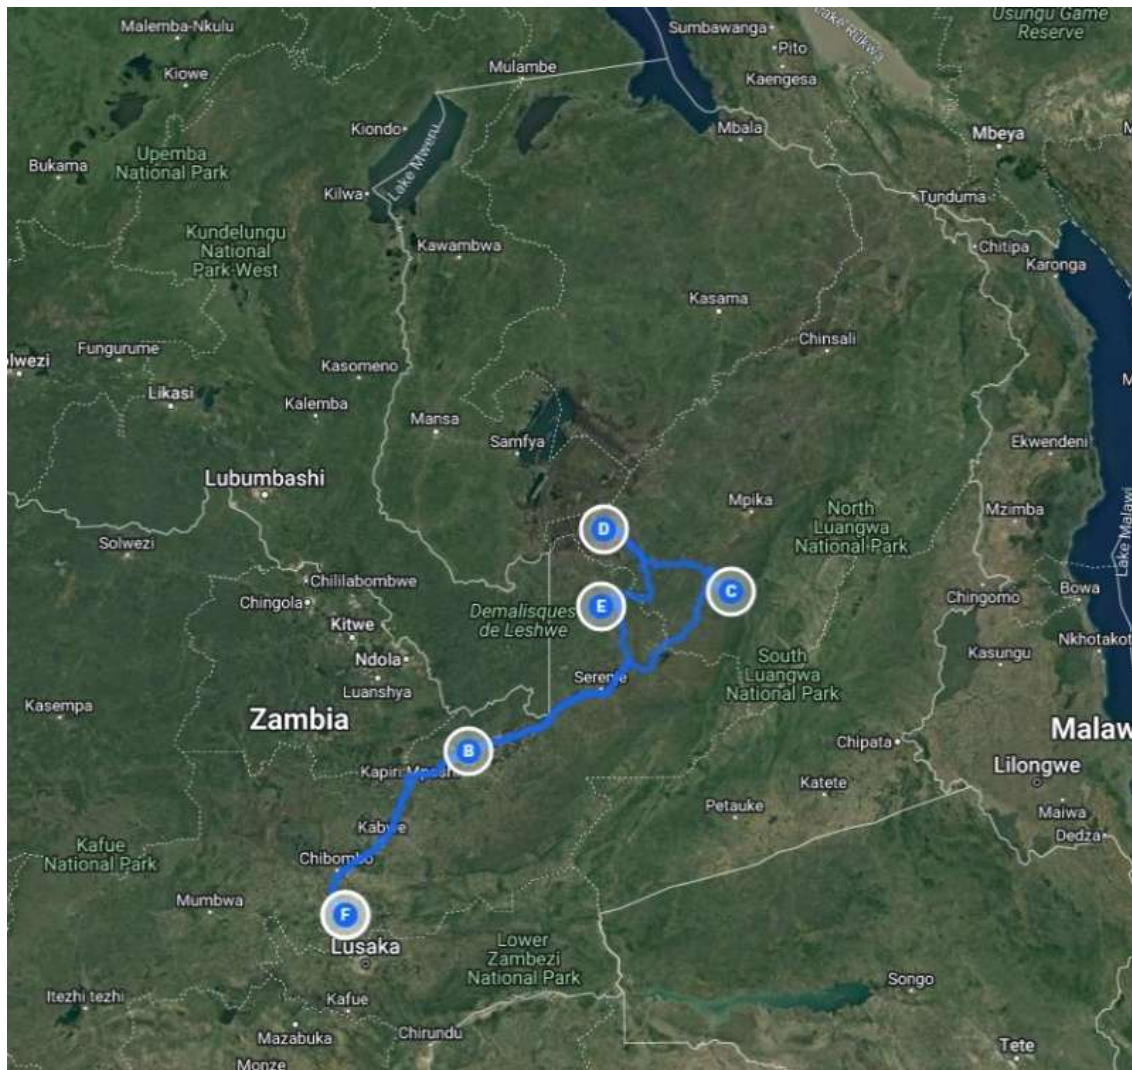 Malemba-Nkulu
Sumbawanga
Lake Rukwa
Usungu Game
Reserve
Pito
Kiowe
Mulambe
Kaengesa
Kiondo
Lake Mweru
Mbala
Mbeya
Upemba
National Park
Bukama
Kilwa
Tunduma
Kundelungu
National
Park-West
Kawambwa
Chitipa
Karonga
Kasama
Chinsali
Fungurume
olwezi
Kasomeno
Likasi
Kalemba
Mansa
Samfya
Ekwendeni
Lubumbashi
Mpika
North
Luangwa
National Park
Mzimba
Lake Malawi
D
Solwezi
Chililabombwe
Chingola
Kitwe
Demalisques
de Leshwe
E
C
Chingomo
Bowa
Nkhotakot
Ndola
Luanshya
Serenje
South
Luangwa
National Park
Kasungu
Kasempa
Zambia
B
Chipata
Malaw
Lilongwe
Kapiri Mposhi
Katete
Petauke
Maiwa
Dedza
Kabwe
Kafue
National Park
Chibombo
Mumbwa
F
Lusaka
Lower
Zambezi
National Park
Songo
Itezhi tezhi
Kafue
Mazabuka
Chirundu
Tete
Monze